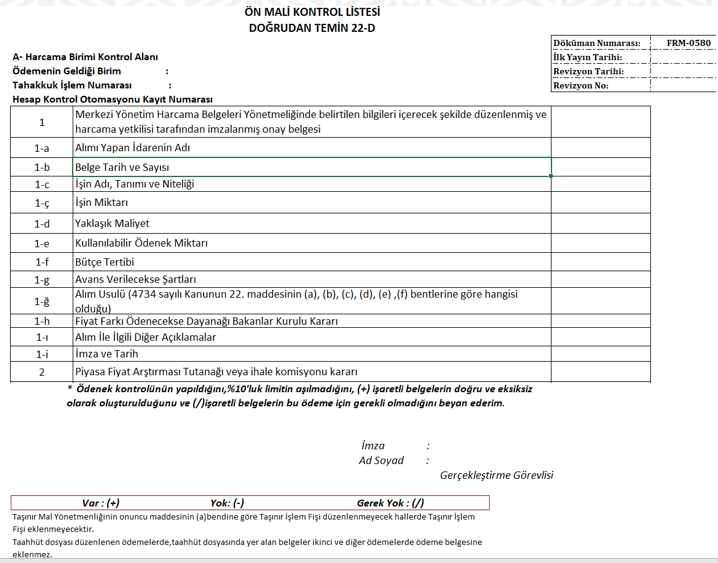 ÖN MALİ KONTROL LİSTESİ
DOĞRUDAN TEMİN 22-D
Döküman Numarası: FRM-0580
İlk Yayın Tarihi:
Revizyon Tarihi:
Revizyon No:
A- Harcama Birimi Kontrol Alanı
Ödemenin Geldiği Birim :
Tahakkuk İşlem Numarası :
Hesap Kontrol Otomasyonu Kayıt Numarası
1 Merkezi Yönetim Harcama Belgeleri Yönetmeliğinde belirtilen bilgileri içerecek şekilde düzenlenmiş ve
harcama yetkilisi tarafından imzalanmış onay belgesi
1-a Alımı Yapan İdarenin Adı
1-b Belge Tarih ve Sayısı
1-c İşin Adı, Tanımı ve Niteliği
1-ç İşin Miktarı
1-d Yaklaşık Maliyet
1-e Kullanılabilir Ödenek Miktarı
1-f Bütçe Tertibi
1-g Avans Verilecekse Şartları
1-ğ Alım Usulü (4734 sayılı Kanunun 22. maddesinin (a), (b), (c), (d), (e) ,(f) bentlerine göre hangisi
olduğu)
1-h Fiyat Farkı Ödenecekse Dayanağı Bakanlar Kurulu Kararı
1-ı Alım İle İlgili Diğer Açıklamalar
1-i İmza ve Tarih
2 Piyasa Fiyat Arştırması Tutanağı veya ihale komisyonu kararı
* Ödenek kontrolünün yapıldığını,%10'luk limitin aşılmadığını, (+) işaretli belgelerin doğru ve eksiksiz
olarak oluşturulduğunu ve (/)işaretli belgelerin bu ödeme için gerekli olmadığını beyan ederim.
İmza :
Ad Soyad :
Gerçekleştirme Görevlisi
Var : (+) Yok: (-) Gerek Yok : (/)
Taşınır Mal Yönetmenliğinin onuncu maddesinin (a)bendine göre Taşınır İşlem Fişi düzenlenmeyecek hallerde Taşınır İşlem
Fişi eklenmeyecektir.
Taahhüt dosyası düzenlenen ödemelerde,taahhüt dosyasında yer alan belgeler ikinci ve diğer ödemelerde ödeme belgesine
eklenmez.